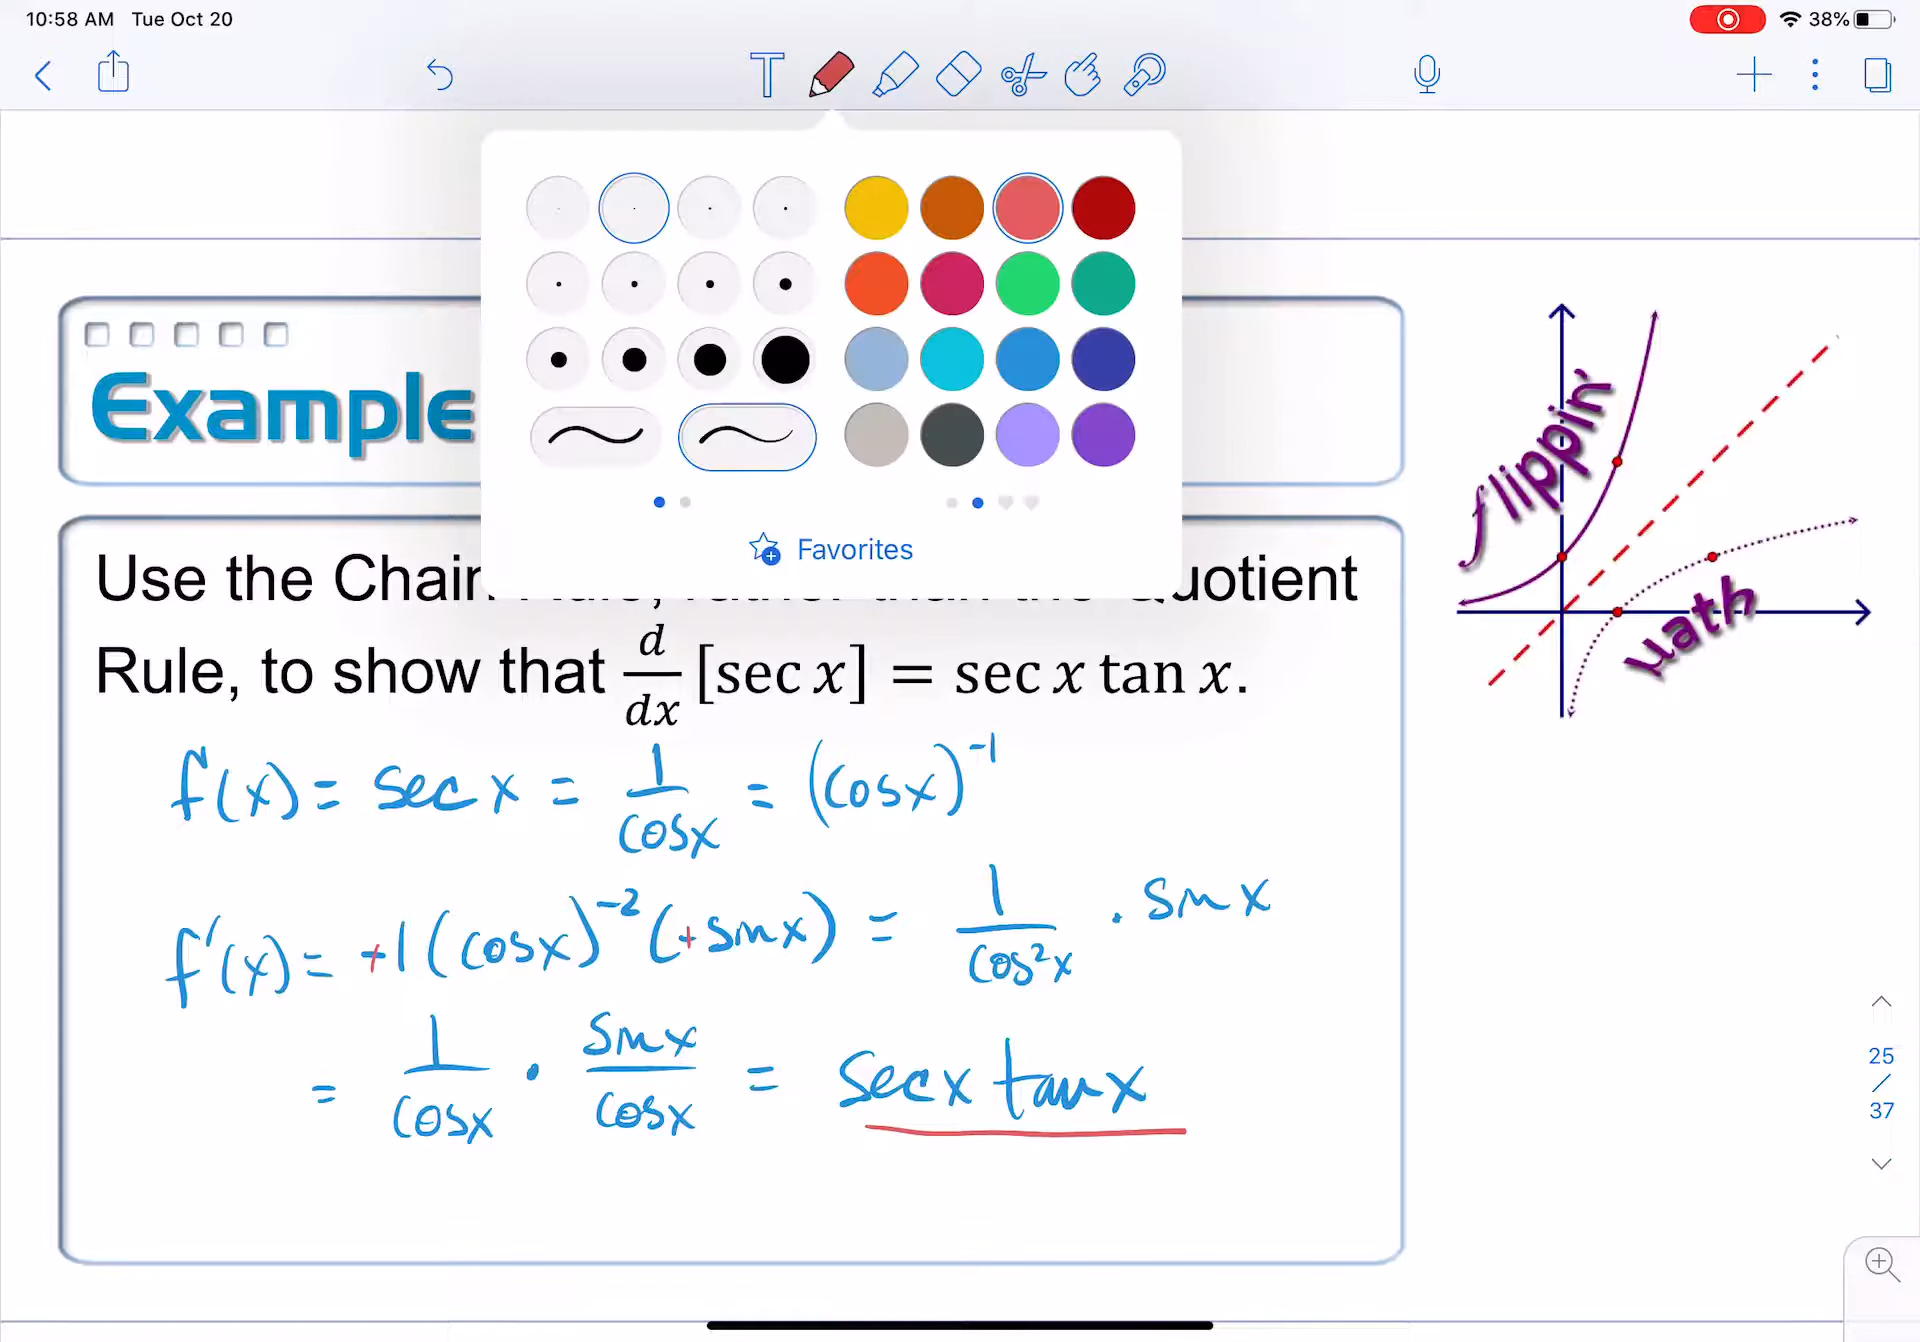 10:58 AM Tue Oct 20
38%
T
Favorites
Example
Use the Chain Quotient
Rule, to show that d/dx [sec x] = sec x tan x.
f(x) = sec x = 1/cosx = (cosx)⁻¹
f'(x) = +1(cosx)⁻²(+sinx) = 1/cos²x · sin x
= 1/cosx · sinx/cosx = secx tanx
flippin'
math
25
/
37